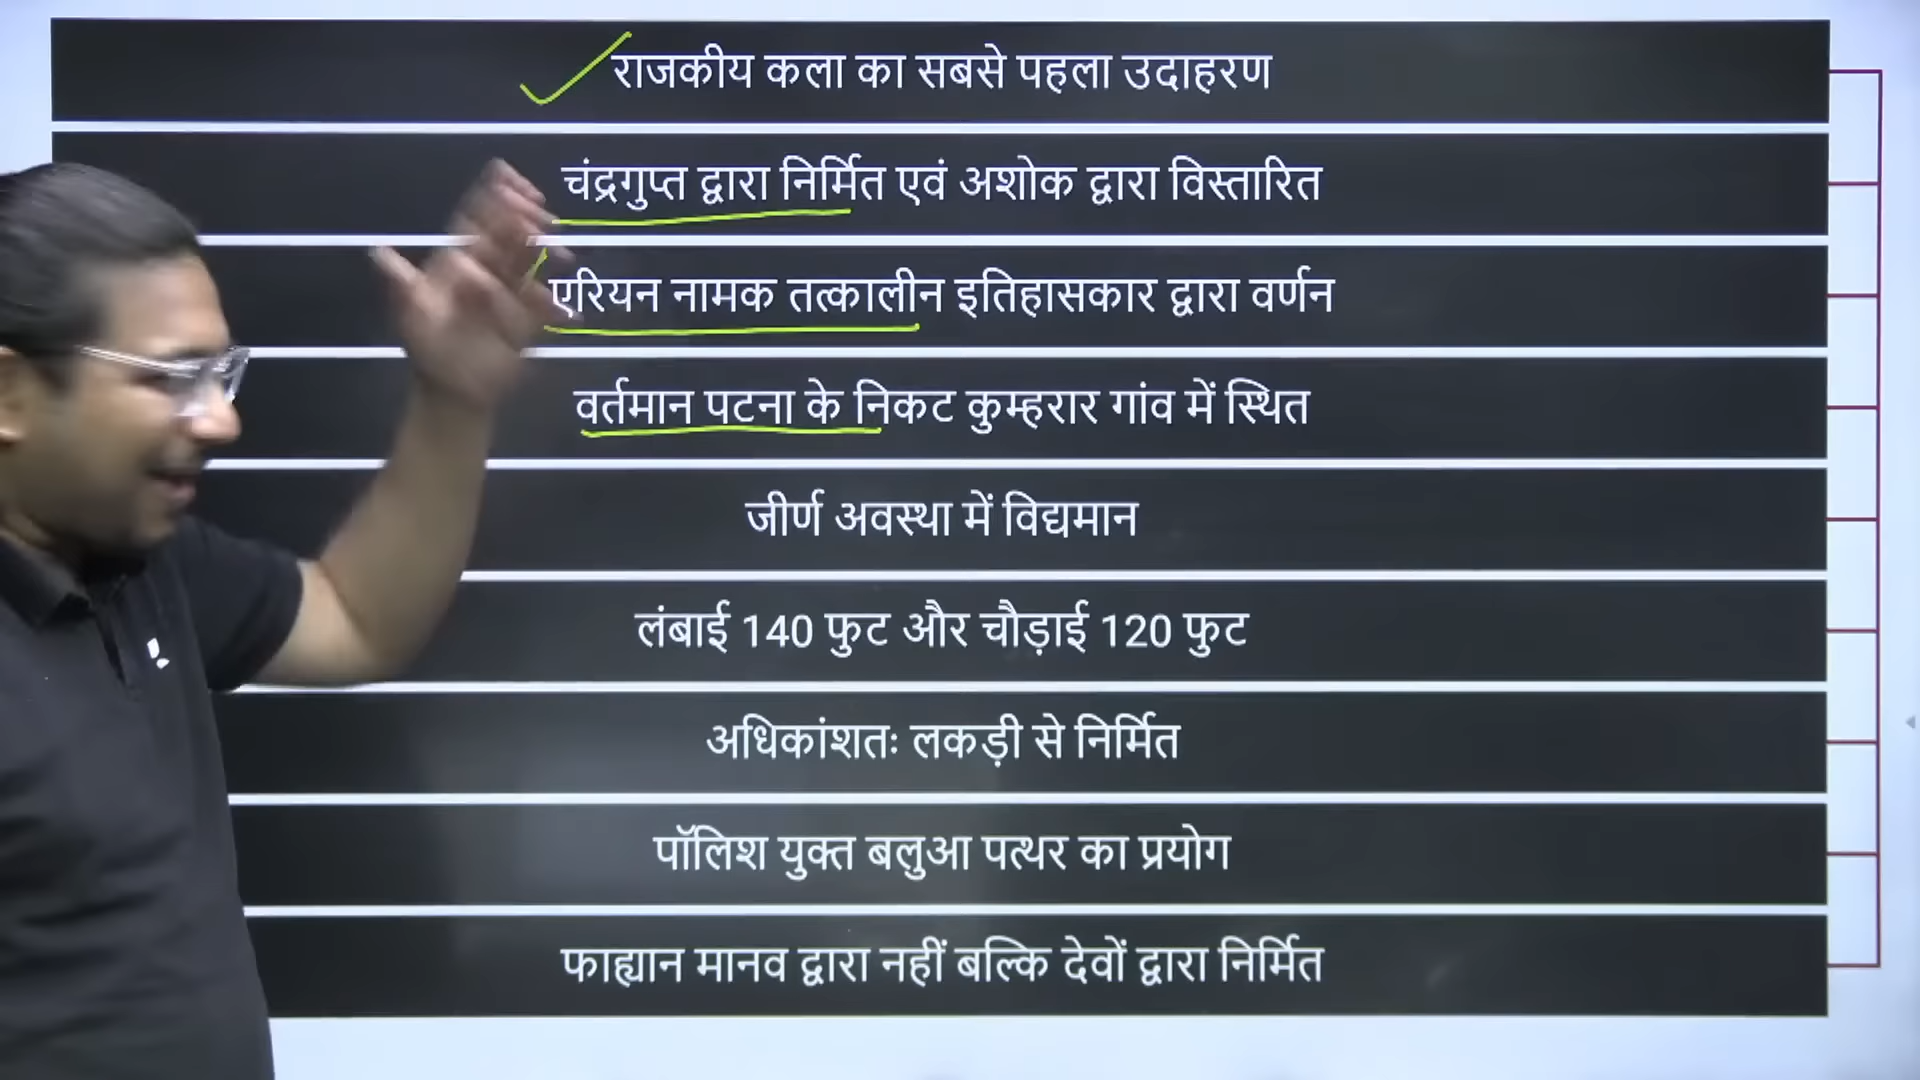 राजकीय कला का सबसे पहला उदाहरण
चंद्रगुप्त द्वारा निर्मित एवं अशोक द्वारा विस्तारित
एरियन नामक तत्कालीन इतिहासकार द्वारा वर्णन
वर्तमान पटना के निकट कुम्हरार गांव में स्थित
जीर्ण अवस्था में विद्यमान
लंबाई 140 फुट और चौड़ाई 120 फुट
अधिकांशतः लकड़ी से निर्मित
पॉलिश युक्त बलुआ पत्थर का प्रयोग
फाह्यान मानव द्वारा नहीं बल्कि देवों द्वारा निर्मित